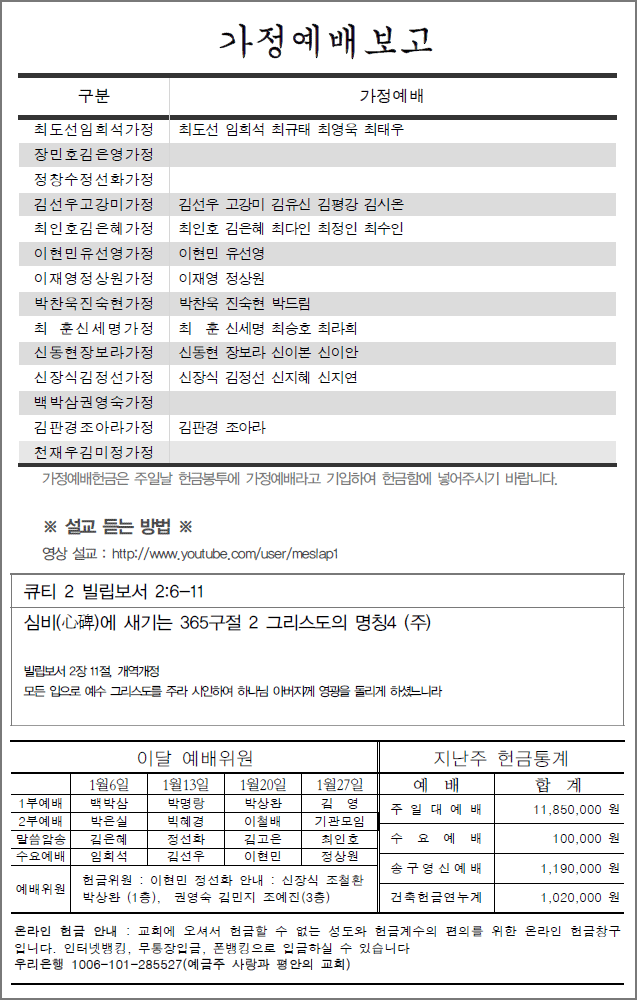 가정예배보고
구분 가정예배
최도선임희석가정 최도선 임희석 최규태 최영욱 최태우
장민호김은영가정
정창수정선화가정
김선우고강미가정 김선우 고강미 김유신 김평강 김시온
최인호김은혜가정 최인호 김은혜 최다인 최정인 최수인
이현민유선영가정 이현민 유선영
이재영정상원가정 이재영 정상원
박찬욱진숙현가정 박찬욱 진숙현 박드림
최 훈신세명가정 최 훈 신세명 최승호 최라희
신동현장보라가정 신동현 장보라 신이본 신이안
신장식김정선가정 신장식 김정선 신지혜 신지연
백박삼권영숙가정
김판경조아라가정 김판경 조아라
천재우김미정가정
가정예배헌금은 주일날 헌금봉투에 가정예배라고 기입하여 헌금함에 넣어주시기 바랍니다.
※ 설교 듣는 방법 ※
영상 설교 : http://www.youtube.com/user/meslap1
큐티 2 빌립보서 2:6-11
심비(心碑)에 새기는 365구절 2 그리스도의 명칭4 (주)
빌립보서 2장 11절, 개역개정
모든 입으로 예수 그리스도를 주라 시인하여 하나님 아버지께 영광을 돌리게 하셨느니라
이달 예배위원
1월6일 1월13일 1월20일 1월27일
1부예배 백박삼 박명랑 박상완 김 영
2부예배 박은실 빅혜경 이철배 기관모임
말씀암송 김은혜 정선화 김고은 최인호
수요예배 임희석 김선우 이현민 정상원
예배위원 헌금위원 : 이현민 정선화 안내 : 신장식 조철환
박상완 (1층), 권영숙 김민지 조예진(3층)
지난주 헌금통계
예 배 합 계
주 일 대 예 배 11,850,000 원
수 요 예 배 100,000 원
송구영신예배 1,190,000 원
건축헌금연누계 1,020,000 원
온라인 헌금 안내 : 교회에 오셔서 헌금할 수 없는 성도와 헌금계수의 편의를 위한 온라인 헌금창구
입니다. 인터넷뱅킹, 무통장입금, 폰뱅킹으로 입금하실 수 있습니다
우리은행 1006-101-285527(예금주 사랑과 평안의 교회)